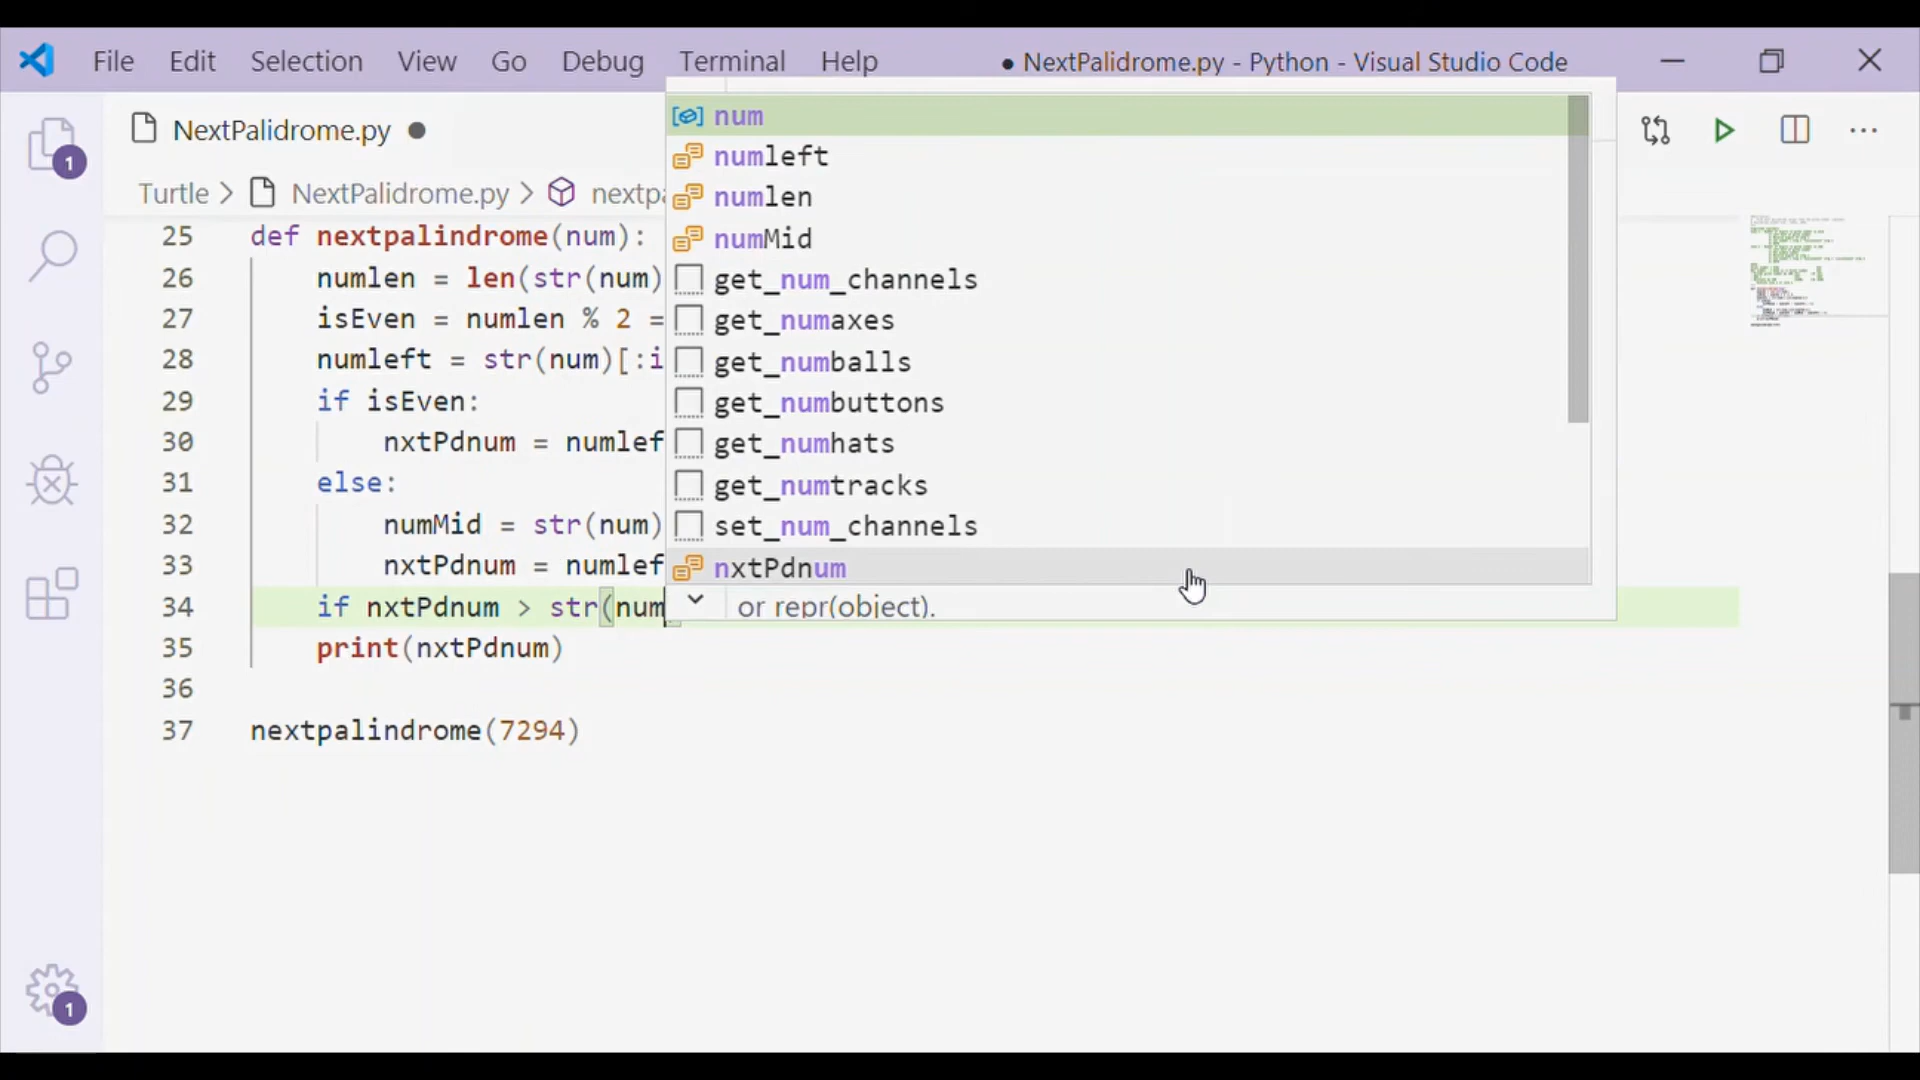 File Edit Selection View Go Debug Terminal Help ● NextPalidrome.py - Python - Visual Studio Code
NextPalidrome.py ●
Turtle > NextPalidrome.py > nextpa
25 def nextpalindrome(num):
26 numlen = len(str(num)
27 isEven = numlen % 2 =
28 numleft = str(num)[:i
29 if isEven:
30 nxtPdnum = numlef
31 else:
32 numMid = str(num)
33 nxtPdnum = numlef
34 if nxtPdnum > str(num
35 print(nxtPdnum)
36
37 nextpalindrome(7294)
num
numleft
numlen
numMid
get_num_channels
get_numaxes
get_numballs
get_numbuttons
get_numhats
get_numtracks
set_num_channels
nxtPdnum
or repr(object).
1
1